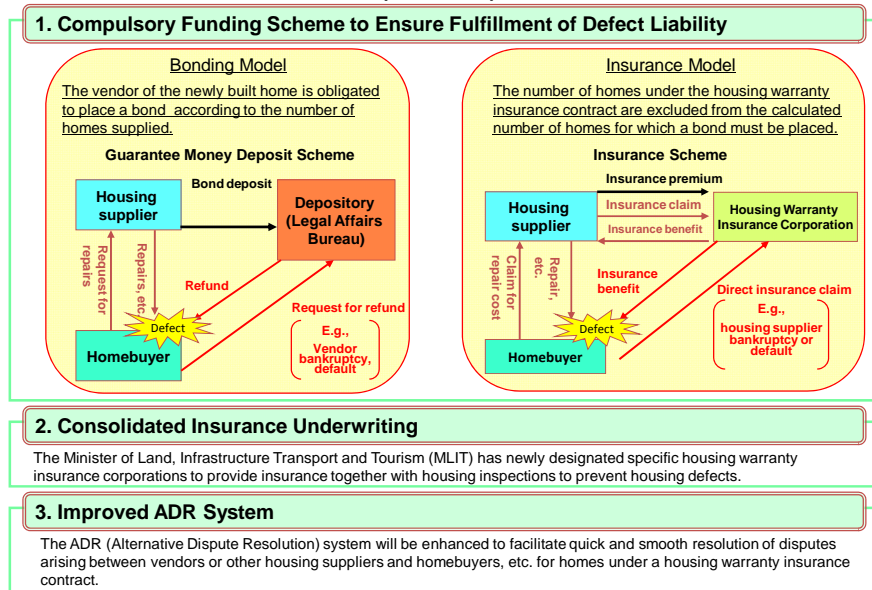 1. Compulsory Funding Scheme to Ensure Fulfillment of Defect Liability
Bonding Model
The vendor of the newly built home is obligated
to place a bond according to the number of
homes supplied.
Guarantee Money Deposit Scheme
Bond deposit
Housing
supplier
Depository
(Legal Affairs
Bureau)
Request for
repairs
Repairs, etc.
Refund
Request for refund
Defect
E.g.,
Vendor
bankruptcy,
default
Homebuyer
Insurance Model
The number of homes under the housing warranty
insurance contract are excluded from the calculated
number of homes for which a bond must be placed.
Insurance Scheme
Insurance premium
Housing
supplier
Insurance claim
Insurance benefit
Housing Warranty
Insurance Corporation
Claim for
repair cost
Repair,
etc.
Insurance
benefit
Direct insurance claim
Defect
E.g.,
housing supplier
bankruptcy or
default
Homebuyer
2. Consolidated Insurance Underwriting
The Minister of Land, Infrastructure Transport and Tourism (MLIT) has newly designated specific housing warranty
insurance corporations to provide insurance together with housing inspections to prevent housing defects.
3. Improved ADR System
The ADR (Alternative Dispute Resolution) system will be enhanced to facilitate quick and smooth resolution of disputes
arising between vendors or other housing suppliers and homebuyers, etc. for homes under a housing warranty insurance
contract.